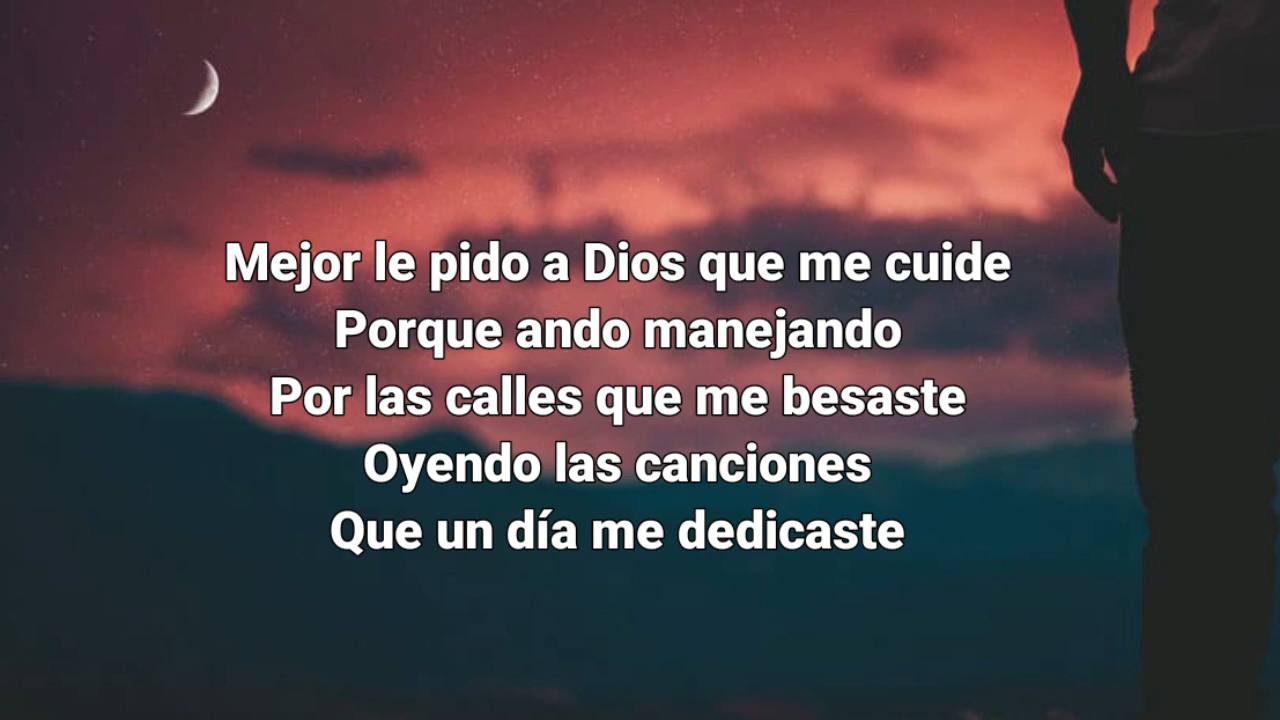 Mejor le pido a Dios que me cuide
Porque ando manejando
Por las calles que me besaste
Oyendo las canciones
Que un día me dedicaste